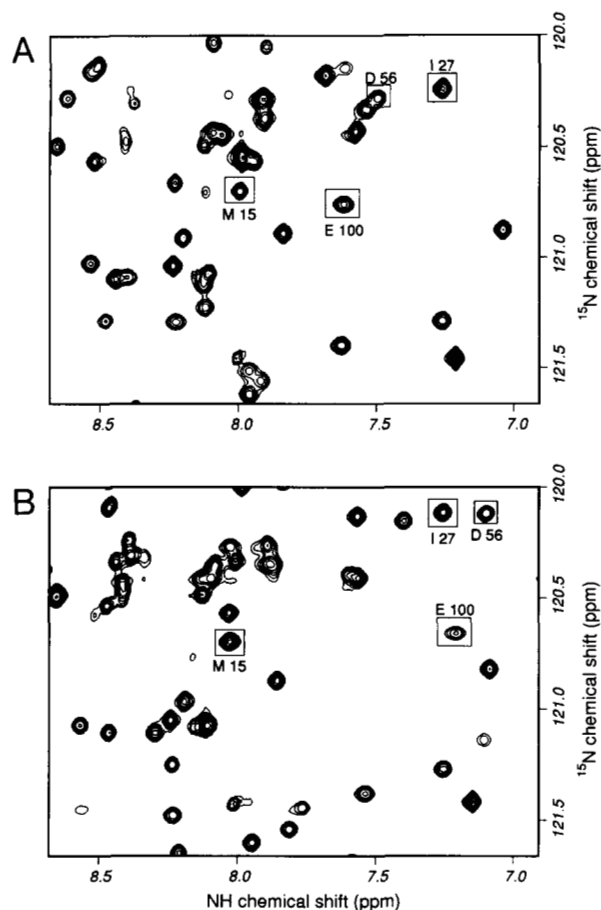 A
120.0
I 27
D 56
120.5
M 15
E 100
121.0
121.5
15N chemical shift (ppm)
8.5 8.0 7.5 7.0
B
120.0
I 27 D 56
120.5
E 100
M 15
121.0
121.5
15N chemical shift (ppm)
8.5 8.0 7.5 7.0
NH chemical shift (ppm)